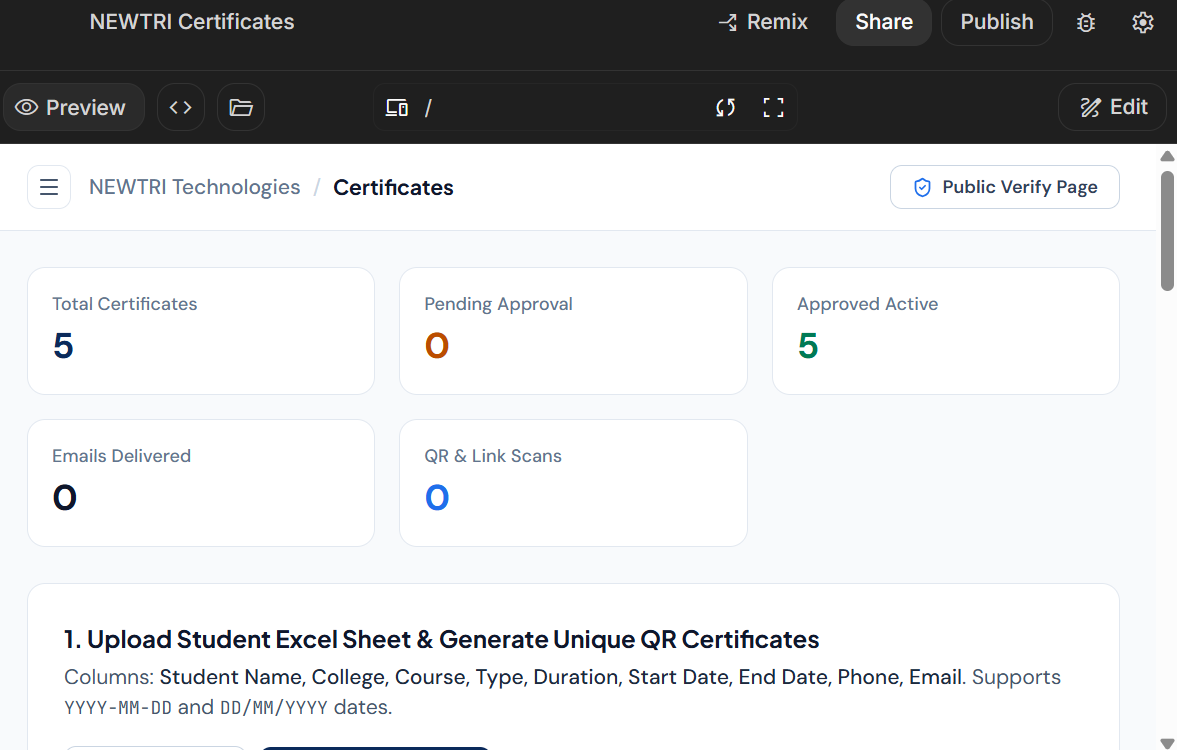 NEWTRI Certificates
Remix
Share
Publish
Preview
/
Edit
NEWTRI Technologies / Certificates
Public Verify Page
Total Certificates
5
Pending Approval
0
Approved Active
5
Emails Delivered
0
QR & Link Scans
0
1. Upload Student Excel Sheet & Generate Unique QR Certificates
Columns: Student Name, College, Course, Type, Duration, Start Date, End Date, Phone, Email. Supports
YYYY-MM-DD and DD/MM/YYYY dates.